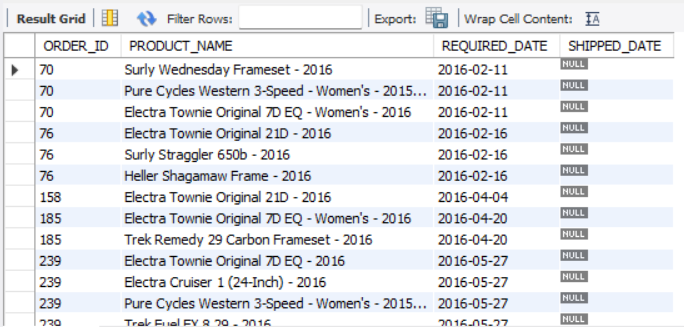 Result Grid Filter Rows: Export: Wrap Cell Content: IA
ORDER_ID PRODUCT_NAME REQUIRED_DATE SHIPPED_DATE
70 Surly Wednesday Frameset - 2016 2016-02-11 NULL
70 Pure Cycles Western 3-Speed - Women's - 2015... 2016-02-11 NULL
70 Electra Townie Original 7D EQ - Women's - 2016 2016-02-11 NULL
76 Electra Townie Original 21D - 2016 2016-02-16 NULL
76 Surly Straggler 650b - 2016 2016-02-16 NULL
76 Heller Shagamaw Frame - 2016 2016-02-16 NULL
158 Electra Townie Original 21D - 2016 2016-04-04 NULL
185 Electra Townie Original 7D EQ - Women's - 2016 2016-04-20 NULL
185 Trek Remedy 29 Carbon Frameset - 2016 2016-04-20 NULL
239 Electra Townie Original 7D EQ - 2016 2016-05-27 NULL
239 Electra Cruiser 1 (24-Inch) - 2016 2016-05-27 NULL
239 Pure Cycles Western 3-Speed - Women's - 2015... 2016-05-27 NULL
239 Trek Fuel EX 8 29 - 2016 2016-05-27 NULL